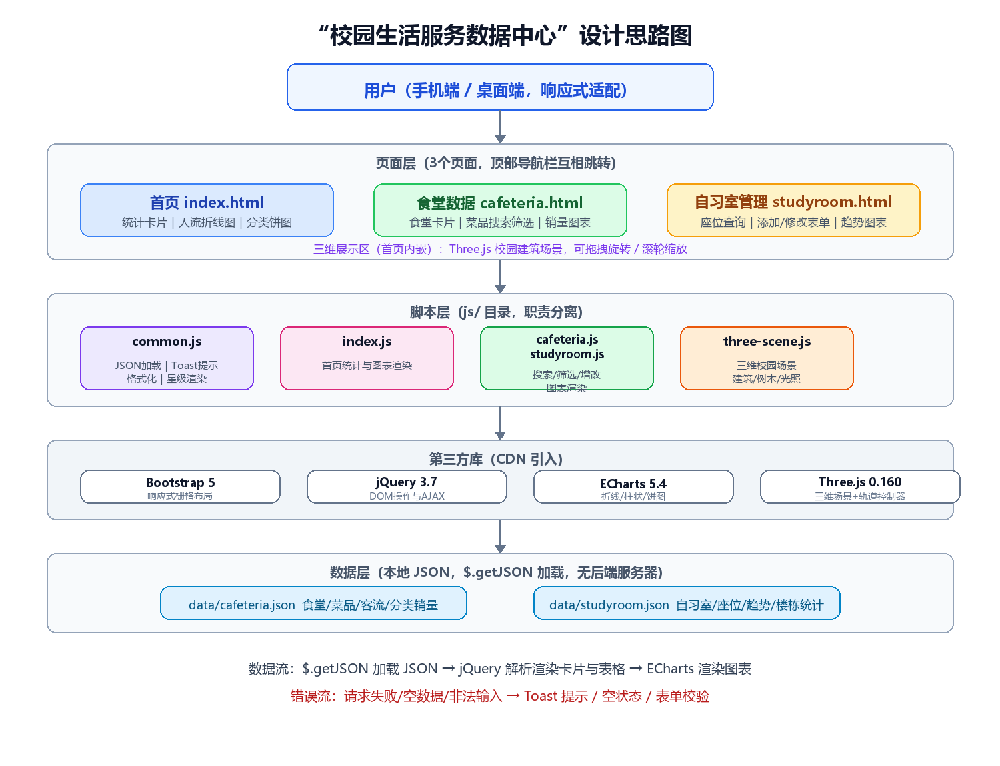 “校园生活服务数据中心” 设计思路图
用户（手机端 / 桌面端，响应式适配）
页面层（3个页面，顶部导航栏互相跳转）
首页 index.html
统计卡片 | 人流折线图 | 分类饼图
食堂数据 cafeteria.html
食堂卡片 | 菜品搜索筛选 | 销量图表
自习室管理 studyroom.html
座位查询 | 添加/修改表单 | 趋势图表
三维展示区（首页内嵌）：Three.js 校园建筑场景，可拖拽旋转 / 滚轮缩放
脚本层（js/ 目录，职责分离）
common.js
JSON加载 | Toast提示
格式化 | 星级渲染
index.js
首页统计与图表渲染
cafeteria.js
studyroom.js
搜索/筛选/增改
图表渲染
three-scene.js
三维校园场景
建筑/树木/光照
第三方库（CDN 引入）
Bootstrap 5
响应式栅格布局
jQuery 3.7
DOM操作与AJAX
ECharts 5.4
折线/柱状/饼图
Three.js 0.160
三维场景+轨道控制器
数据层（本地 JSON，$.getJSON 加载，无后端服务器）
data/cafeteria.json 食堂/菜品/客流/分类销量
data/studyroom.json 自习室/座位/趋势/楼栋统计
数据流：$.getJSON 加载 JSON → jQuery 解析渲染卡片与表格 → ECharts 渲染图表
错误流：请求失败/空数据/非法输入 → Toast 提示 / 空状态 / 表单校验